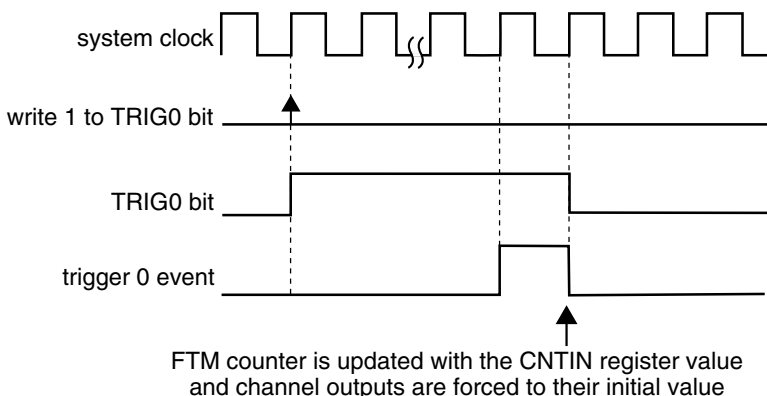 system clock
write 1 to TRIG0 bit
TRIG0 bit
trigger 0 event
FTM counter is updated with the CNTIN register value
and channel outputs are forced to their initial value